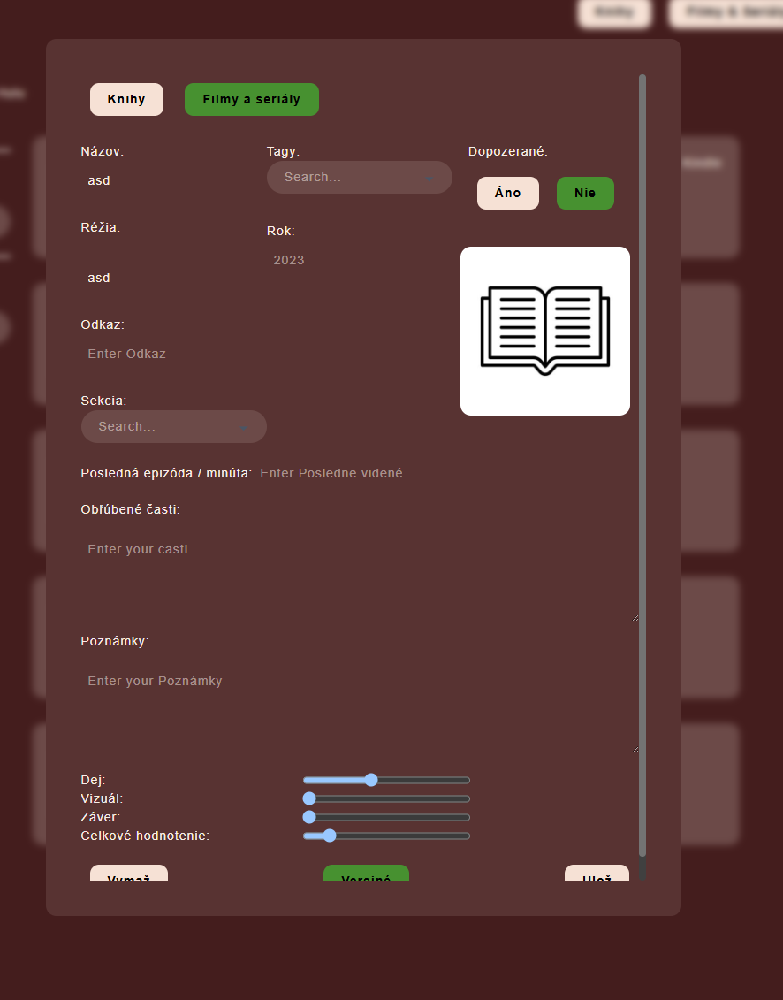 Knihy
Filmy & Seriály
Knihy
Filmy a seriály
Názov:
Tagy:
Dopozerané:
asd
Search...
Áno
Nie
Réžia:
Rok:
asd
2023
Odkaz:
Enter Odkaz
Sekcia:
Search...
Posledná epizóda / minúta:
Enter Posledne videné
Obľúbené časti:
Enter your casti
Poznámky:
Enter your Poznámky
Dej:
Vizuál:
Záver:
Celkové hodnotenie:
Vymaž
Verejné
Ulož